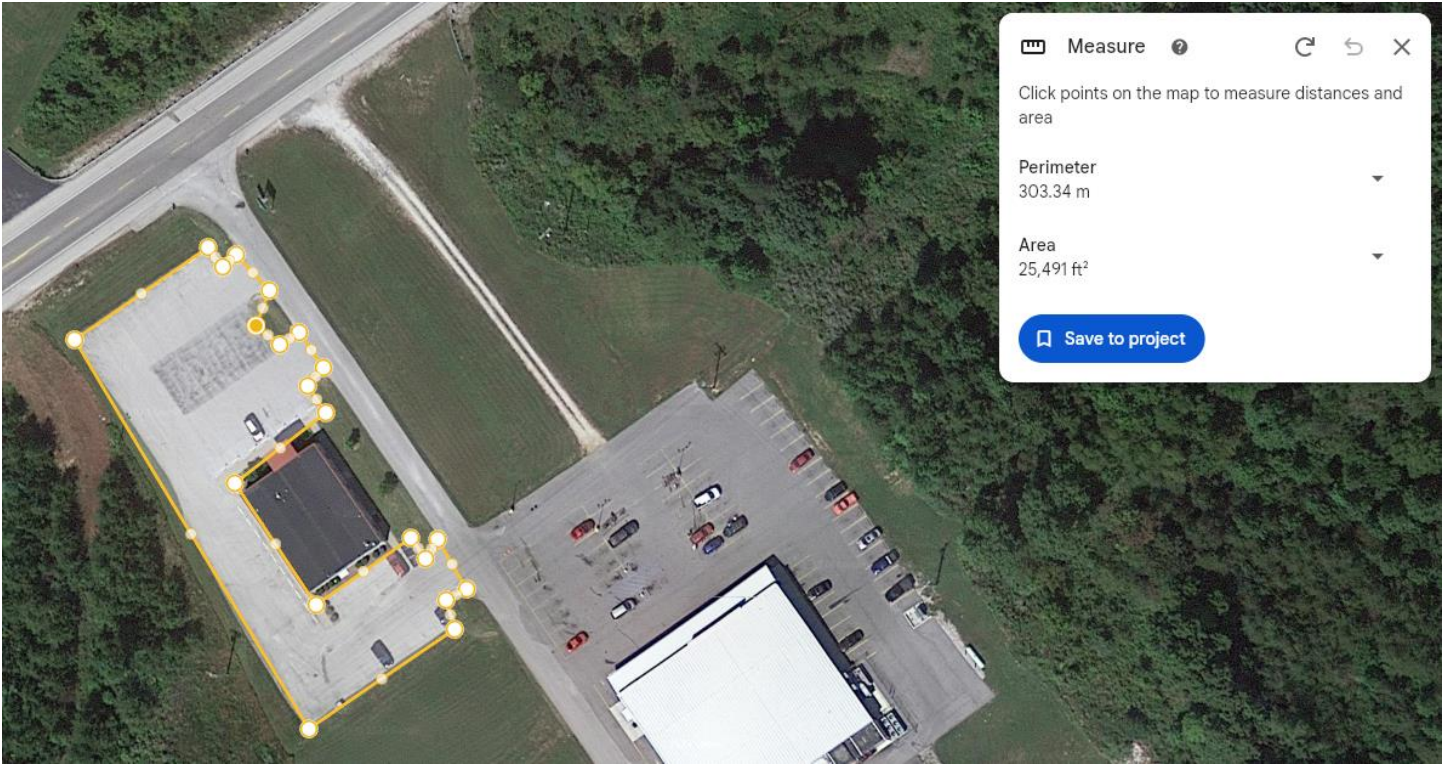 Measure
Click points on the map to measure distances and
area
Perimeter
303.34 m
Area
25,491 ft²
Save to project